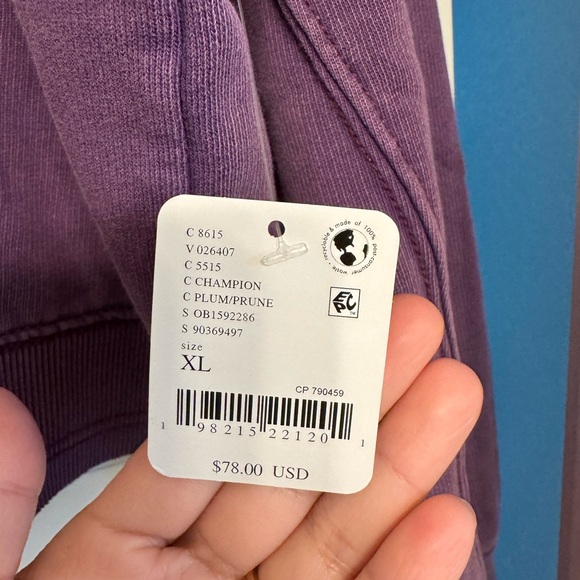 C 8615
V 026407
C 5515
C CHAMPION
C PLUM/PRUNE
S OB1592286
S 90369497
size
XL
recyclable & made of 100% post-consumer waste •
ECPC™
CP 790459
1 98215 22120 1
$78.00 USD